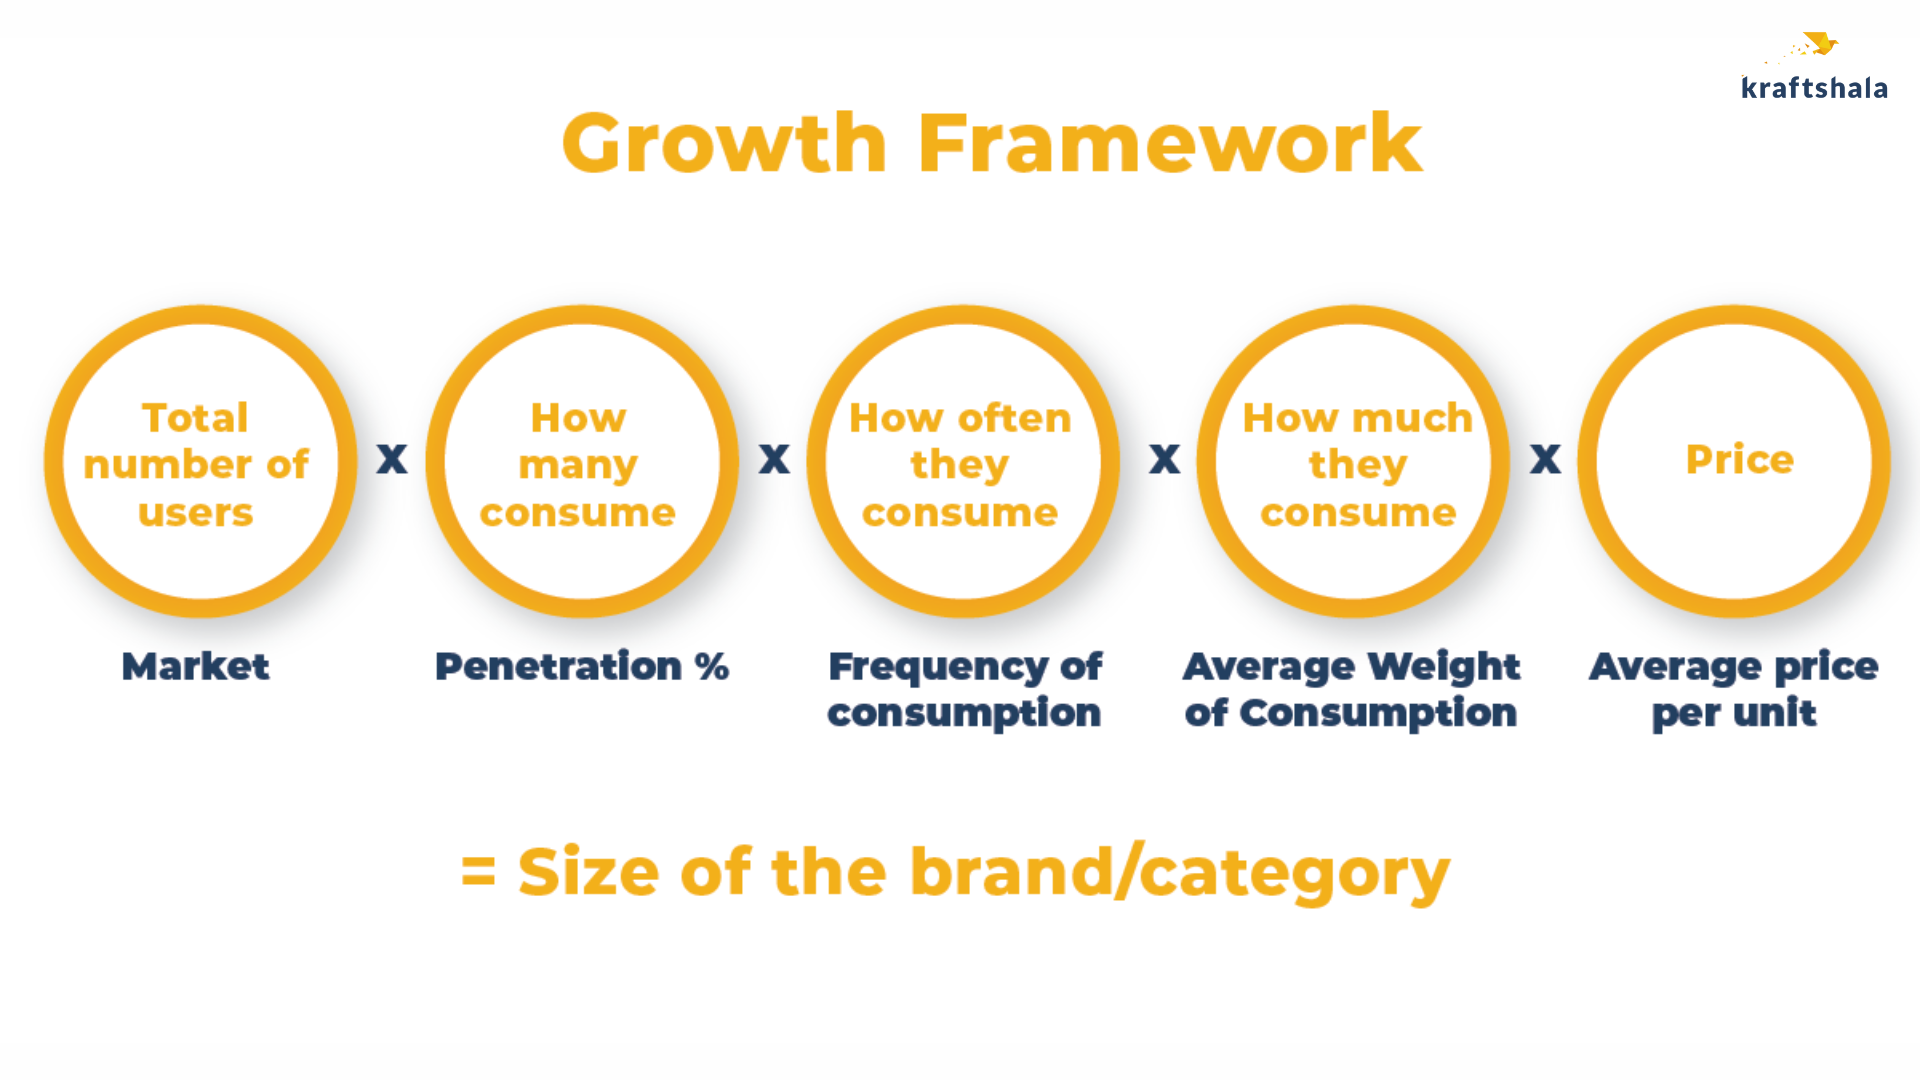 kraftshala
Growth Framework
Total
number of
users
x
How
many
consume
x
How often
they
consume
x
How much
they
consume
x
Price
Market
Penetration %
Frequency of
consumption
Average Weight
of Consumption
Average price
per unit
= Size of the brand/category